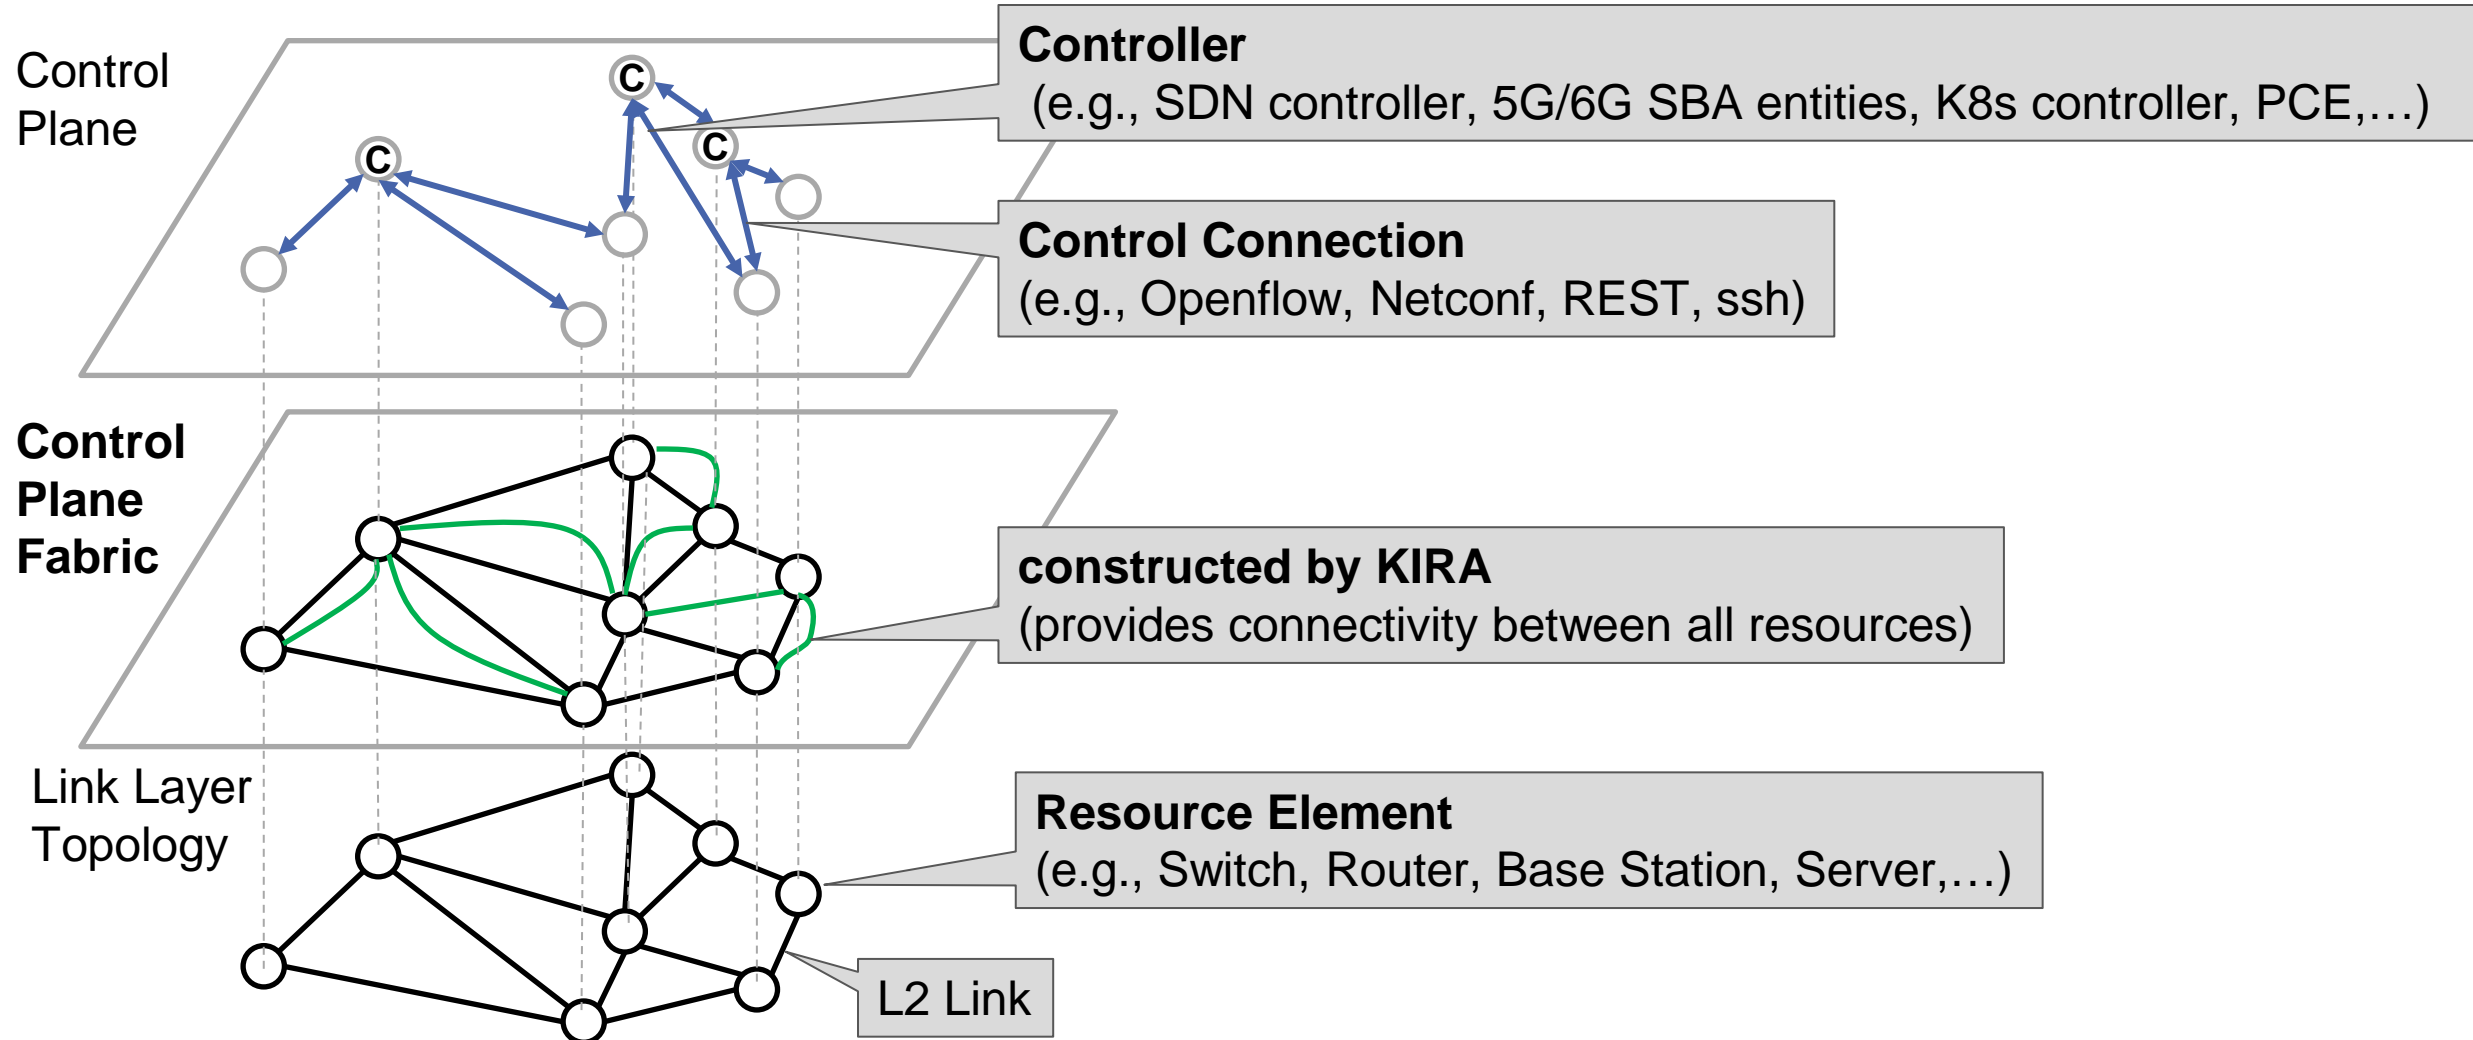 Control
Plane
C
C
C
Controller
(e.g., SDN controller, 5G/6G SBA entities, K8s controller, PCE,…)
Control Connection
(e.g., Openflow, Netconf, REST, ssh)
Control
Plane
Fabric
constructed by KIRA
(provides connectivity between all resources)
Link Layer
Topology
Resource Element
(e.g., Switch, Router, Base Station, Server,…)
L2 Link